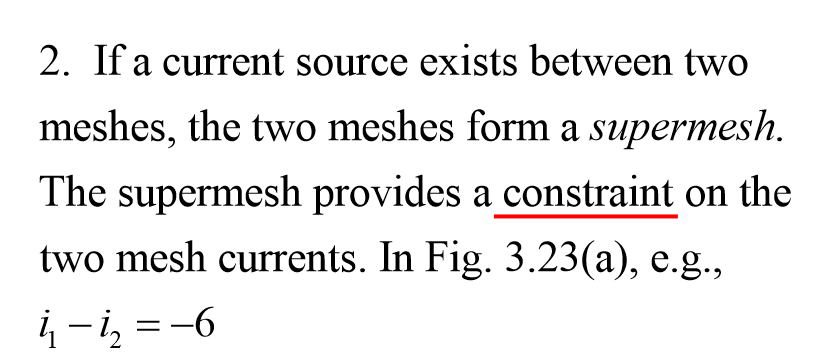 2. If a current source exists between two
meshes, the two meshes form a supermesh.
The supermesh provides a constraint on the
two mesh currents. In Fig. 3.23(a), e.g.,
i₁ − i₂ = −6